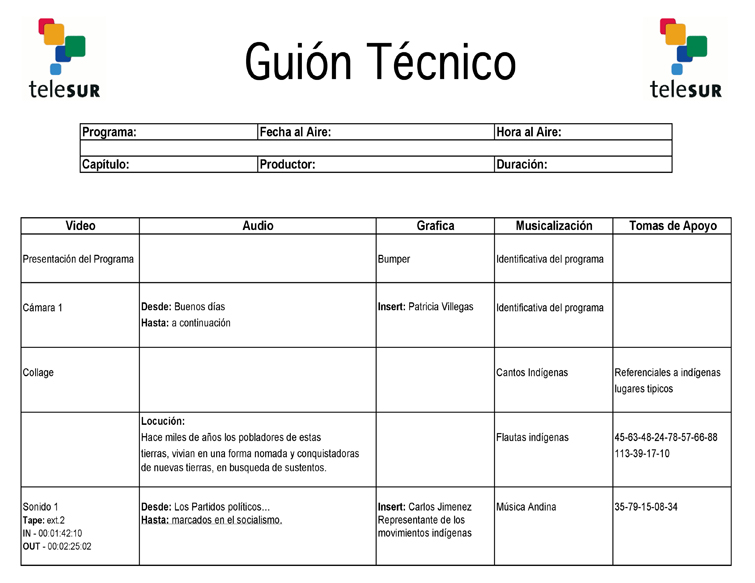 teleSUR
Guión Técnico
teleSUR
Programa: Fecha al Aire: Hora al Aire:
Capítulo: Productor: Duración:
Video Audio Grafica Musicalización Tomas de Apoyo
Presentación del Programa Bumper Identificativa del programa
Cámara 1 Desde: Buenos días Insert: Patricia Villegas Identificativa del programa
Hasta: a continuación
Collage Cantos Indigenas Referenciales a indígenas
lugares tipicos
Locución:
Hace miles de años los pobladores de estas Flautas indígenas 45-63-48-24-78-57-66-88
tierras, vivian en una forma nomada y conquistadoras 113-39-17-10
de nuevas tierras, en busqueda de sustentos.
Sonido 1 Desde: Los Partidos políticos... Insert: Carlos Jimenez Música Andina 35-79-15-08-34
Tape: ext.2 Hasta: marcados en el socialismo. Representante de los
IN - 00:01:42:10 movimientos indígenas
OUT - 00:02:25:02